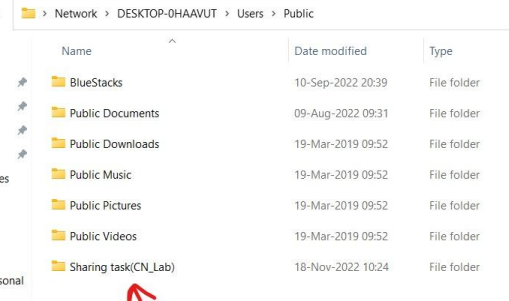 > Network > DESKTOP-0HAAVUT > Users > Public
Name Date modified Type
BlueStacks 10-Sep-2022 20:39 File folder
Public Documents 09-Aug-2022 09:31 File folder
Public Downloads 19-Mar-2019 09:52 File folder
Public Music 19-Mar-2019 09:52 File folder
es
Public Pictures 19-Mar-2019 09:52 File folder
Public Videos 19-Mar-2019 09:52 File folder
Sharing task(CN_Lab) 18-Nov-2022 10:24 File folder
sonal